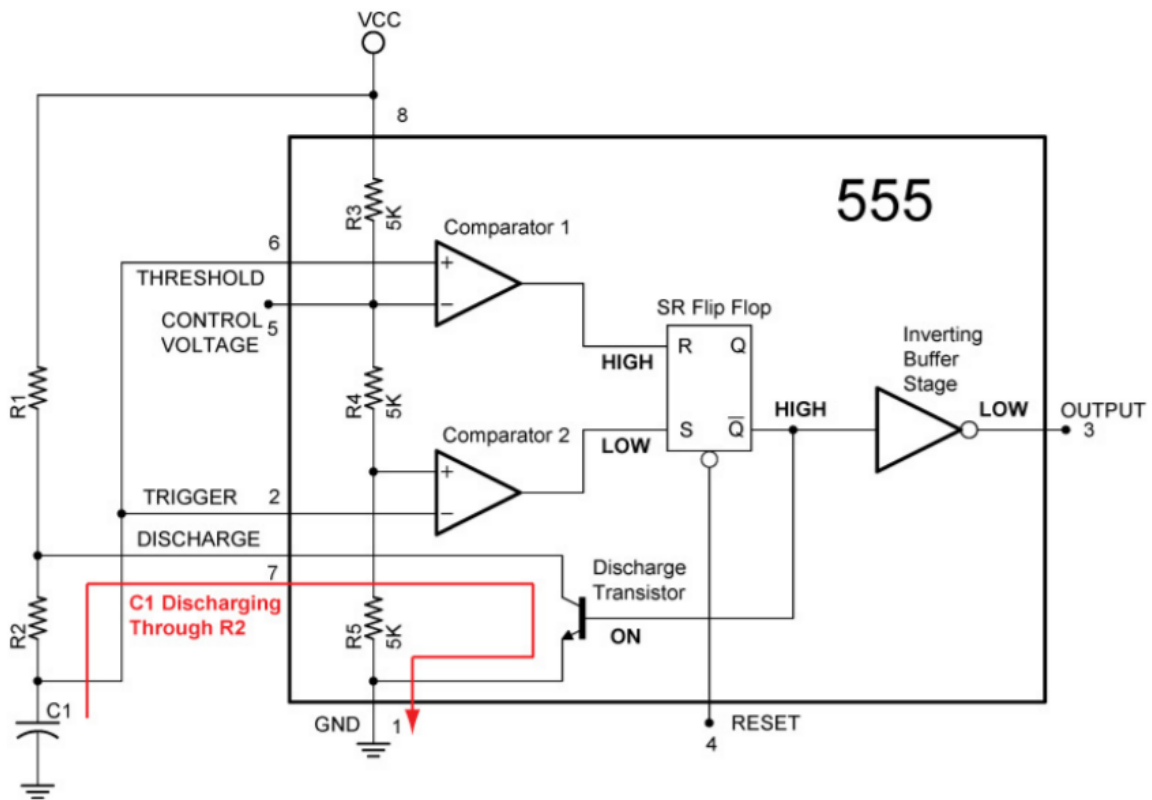 VCC
8
555
R3
5K
Comparator 1
6
THRESHOLD
+
−
CONTROL
5
VOLTAGE
SR Flip Flop
R
Q
HIGH
Inverting
Buffer
Stage
R1
R4
5K
Comparator 2
HIGH
LOW
OUTPUT
3
S
Q
LOW
+
−
TRIGGER
2
DISCHARGE
7
Discharge
Transistor
C1 Discharging
Through R2
R2
R5
5K
ON
C1
GND
1
RESET
4